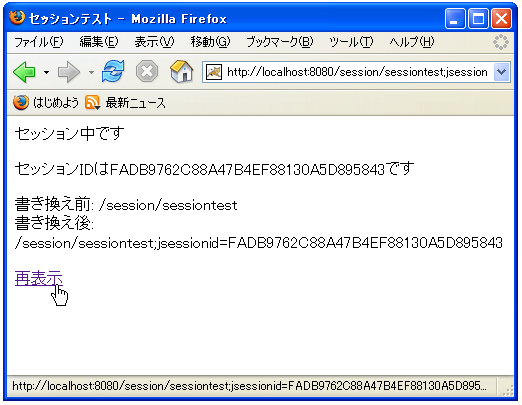 セッションテスト - Mozilla Firefox
ファイル(F) 編集(E) 表示(V) 移動(G) ブックマーク(B) ツール(T) ヘルプ(H)
http://localhost:8080/session/sessiontest;jsession
はじめよう 最新ニュース
セッション中です
セッションIDはFADB9762C88A47B4EF88130A5D895843です
書き換え前: /session/sessiontest
書き換え後:
/session/sessiontest;jsessionid=FADB9762C88A47B4EF88130A5D895843
再表示
http://localhost:8080/session/sessiontest;jsessionid=FADB9762C88A47B4EF88130A5D895...